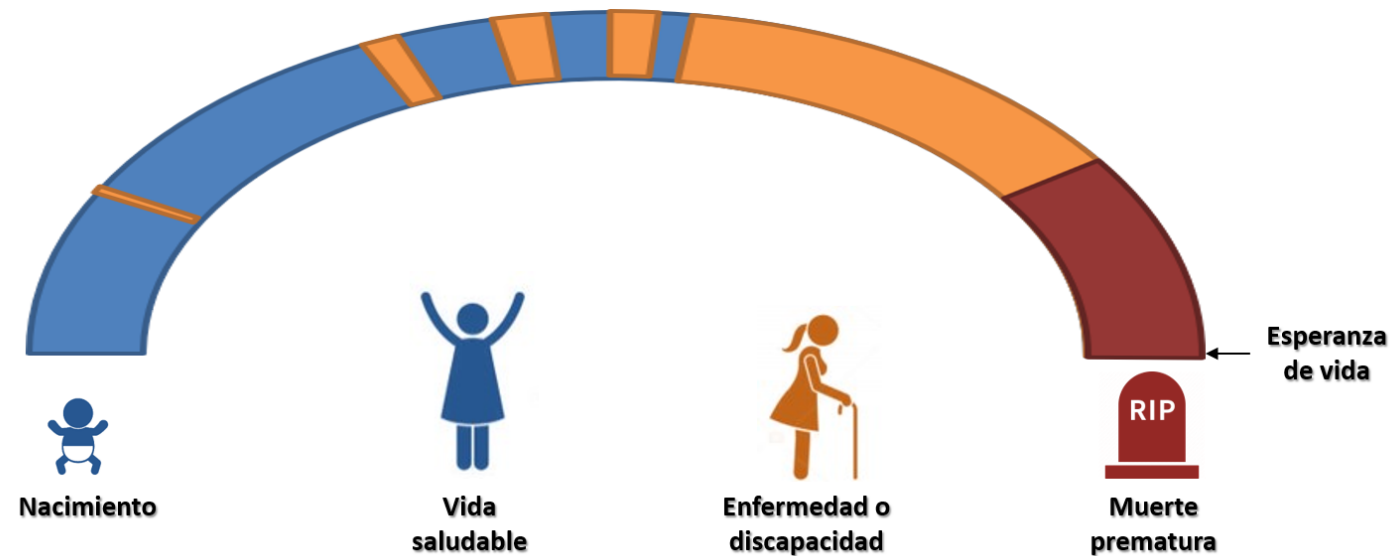 Esperanza
de vida
RIP
Nacimiento
Vida
saludable
Enfermedad o
discapacidad
Muerte
prematura